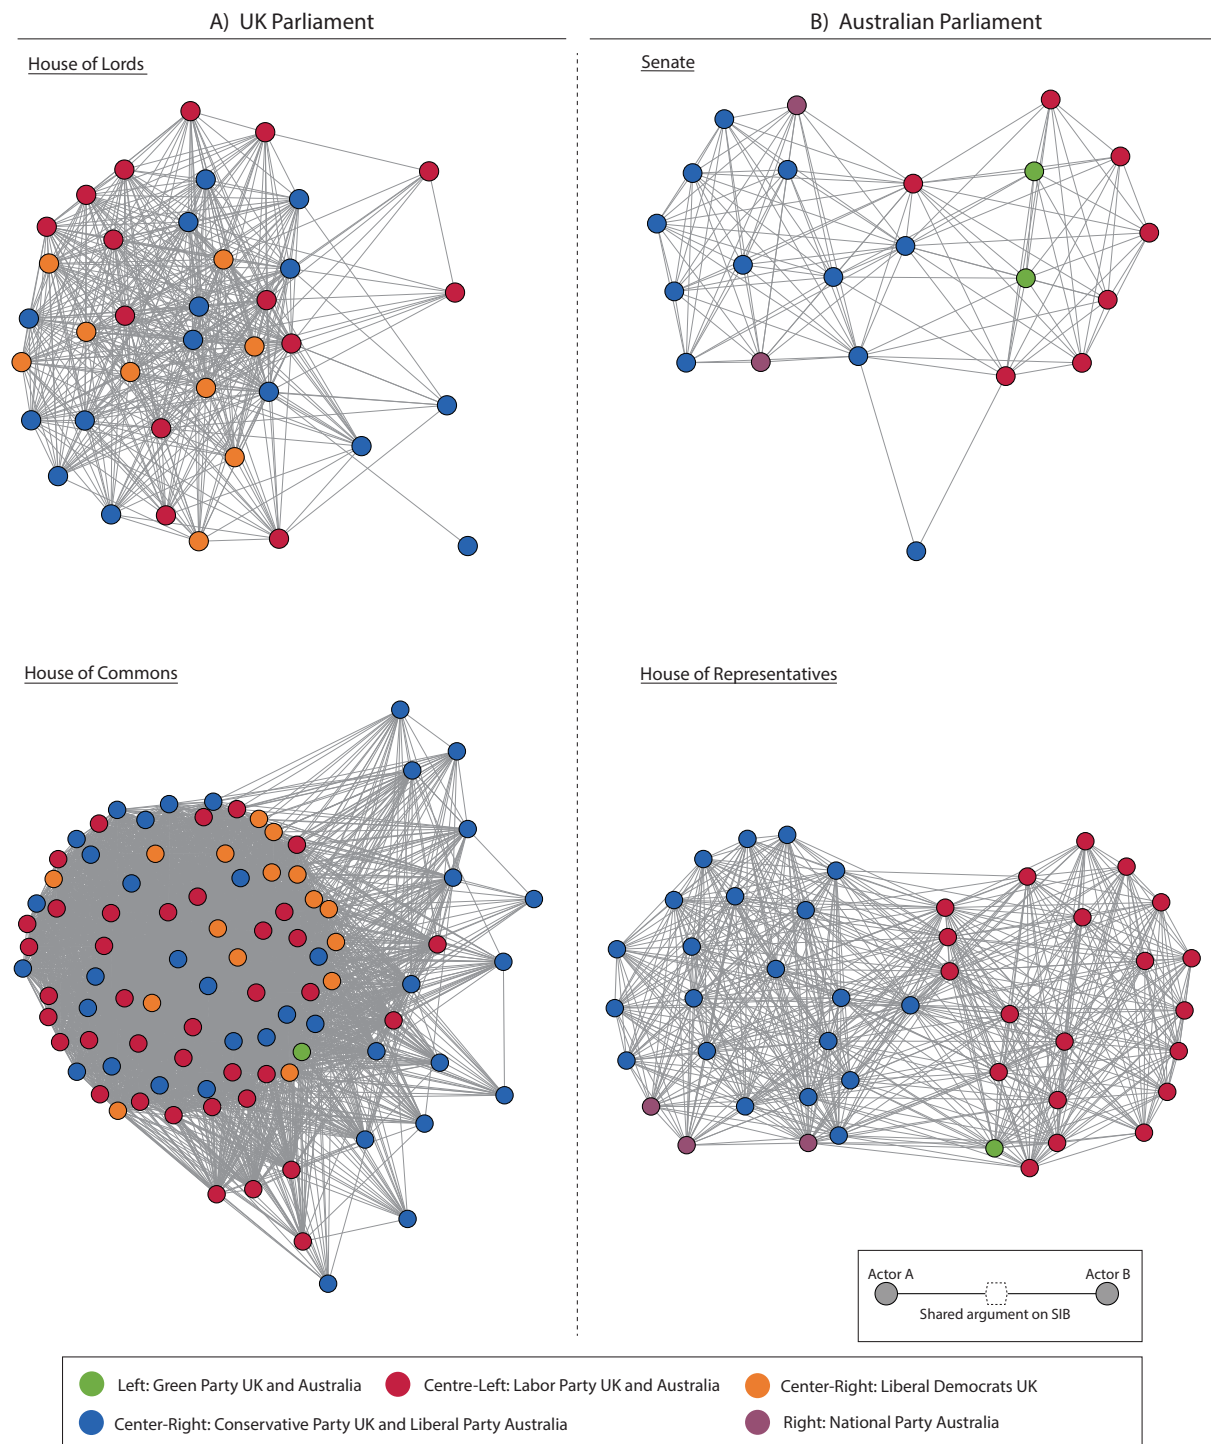 A) UK Parliament
B) Australian Parliament
House of Lords
Senate
House of Commons
House of Representatives
Actor A
Actor B
Shared argument on SIB
Left: Green Party UK and Australia
Centre-Left: Labor Party UK and Australia
Center-Right: Liberal Democrats UK
Center-Right: Conservative Party UK and Liberal Party Australia
Right: National Party Australia